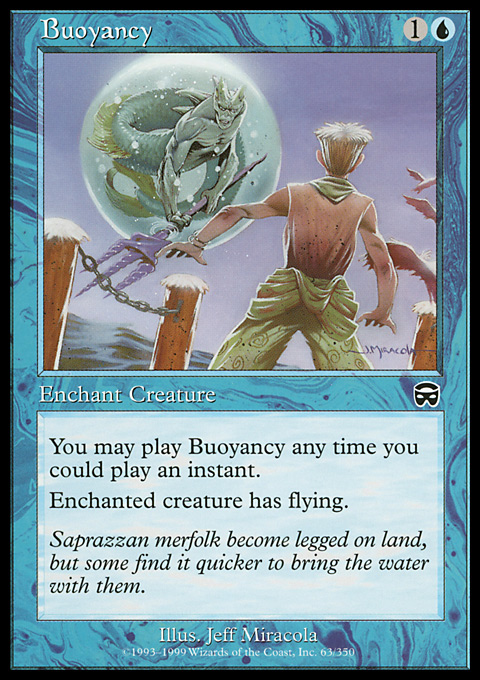 Buoyancy 1
J. MIRACOLA
Enchant Creature
You may play Buoyancy any time you
could play an instant.
Enchanted creature has flying.
Saprazzan merfolk become legged on land,
but some find it quicker to bring the water
with them.
Illus. Jeff Miracola
©1993–1999 Wizards of the Coast, Inc. 63/350